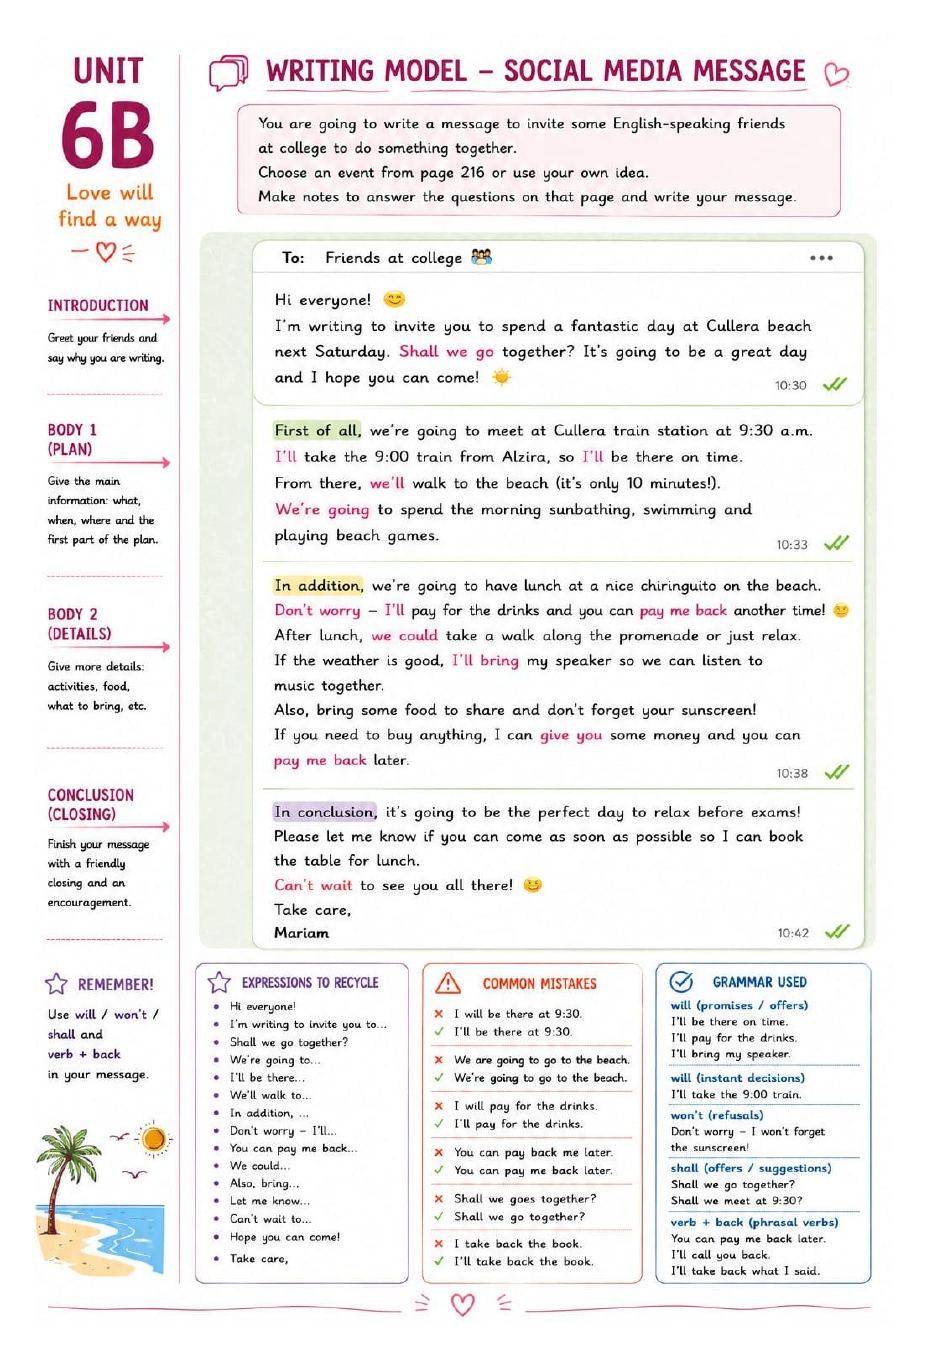 UNIT
6B
Love will
find a way
WRITING MODEL – SOCIAL MEDIA MESSAGE
You are going to write a message to invite some English-speaking friends
at college to do something together.
Choose an event from page 216 or use your own idea.
Make notes to answer the questions on that page and write your message.
INTRODUCTION
Greet your friends and
say why you are writing.
BODY 1
(PLAN)
Give the main
information: what,
when, where and the
first part of the plan.
BODY 2
(DETAILS)
Give more details:
activities, food,
what to bring, etc.
CONCLUSION
(CLOSING)
Finish your message
with a friendly
closing and an
encouragement.
REMEMBER!
Use will / won't /
shall and
verb + back
in your message.
To: Friends at college
Hi everyone! 😊
I'm writing to invite you to spend a fantastic day at Cullera beach
next Saturday. Shall we go together? It's going to be a great day
and I hope you can come! ☀️
10:30
First of all, we're going to meet at Cullera train station at 9:30 a.m.
I'll take the 9:00 train from Alzira, so I'll be there on time.
From there, we'll walk to the beach (it's only 10 minutes!).
We're going to spend the morning sunbathing, swimming and
playing beach games.
10:33
In addition, we're going to have lunch at a nice chiringuito on the beach.
Don't worry – I'll pay for the drinks and you can pay me back another time! 😊
After lunch, we could take a walk along the promenade or just relax.
If the weather is good, I'll bring my speaker so we can listen to
music together.
Also, bring some food to share and don't forget your sunscreen!
If you need to buy anything, I can give you some money and you can
pay me back later.
10:38
In conclusion, it's going to be the perfect day to relax before exams!
Please let me know if you can come as soon as possible so I can book
the table for lunch.
Can't wait to see you all there! 😊
Take care,
Mariam
10:42
EXPRESSIONS TO RECYCLE
• Hi everyone!
• I'm writing to invite you to...
• Shall we go together?
• We're going to...
• I'll be there...
• We'll walk to...
• In addition, ...
• Don't worry – I'll...
• You can pay me back...
• We could...
• Also, bring...
• Let me know...
• Can't wait to...
• Hope you can come!
• Take care,
COMMON MISTAKES
✗ I will be there at 9:30.
✓ I'll be there at 9:30.
✗ We are going to go to the beach.
✓ We're going to go to the beach.
✗ I will pay for the drinks.
✓ I'll pay for the drinks.
✗ You can pay back me later.
✓ You can pay me back later.
✗ Shall we goes together?
✓ Shall we go together?
✗ I take back the book.
✓ I'll take back the book.
GRAMMAR USED
will (promises / offers)
I'll be there on time.
I'll pay for the drinks.
I'll bring my speaker.
will (instant decisions)
I'll take the 9:00 train.
won't (refusals)
Don't worry – I won't forget
the sunscreen!
shall (offers / suggestions)
Shall we go together?
Shall we meet at 9:30?
verb + back (phrasal verbs)
You can pay me back later.
I'll call you back.
I'll take back what I said.